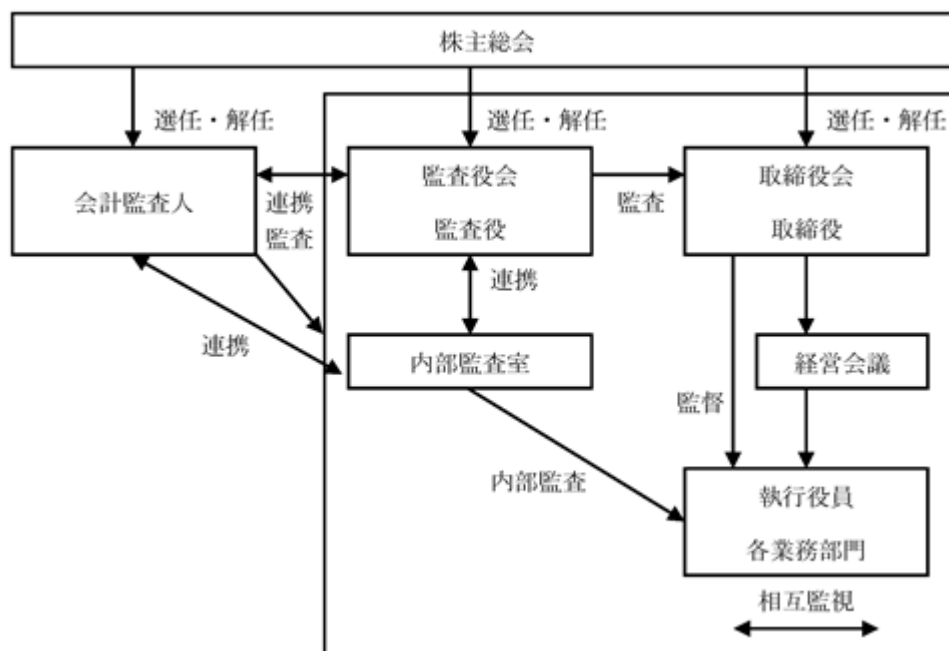 株主総会
選任・解任
選任・解任
選任・解任
会計監査人
連携
監査
監査役会
監査役
監査
取締役会
取締役
連携
連携
内部監査室
経営会議
監督
内部監査
執行役員
各業務部門
相互監視